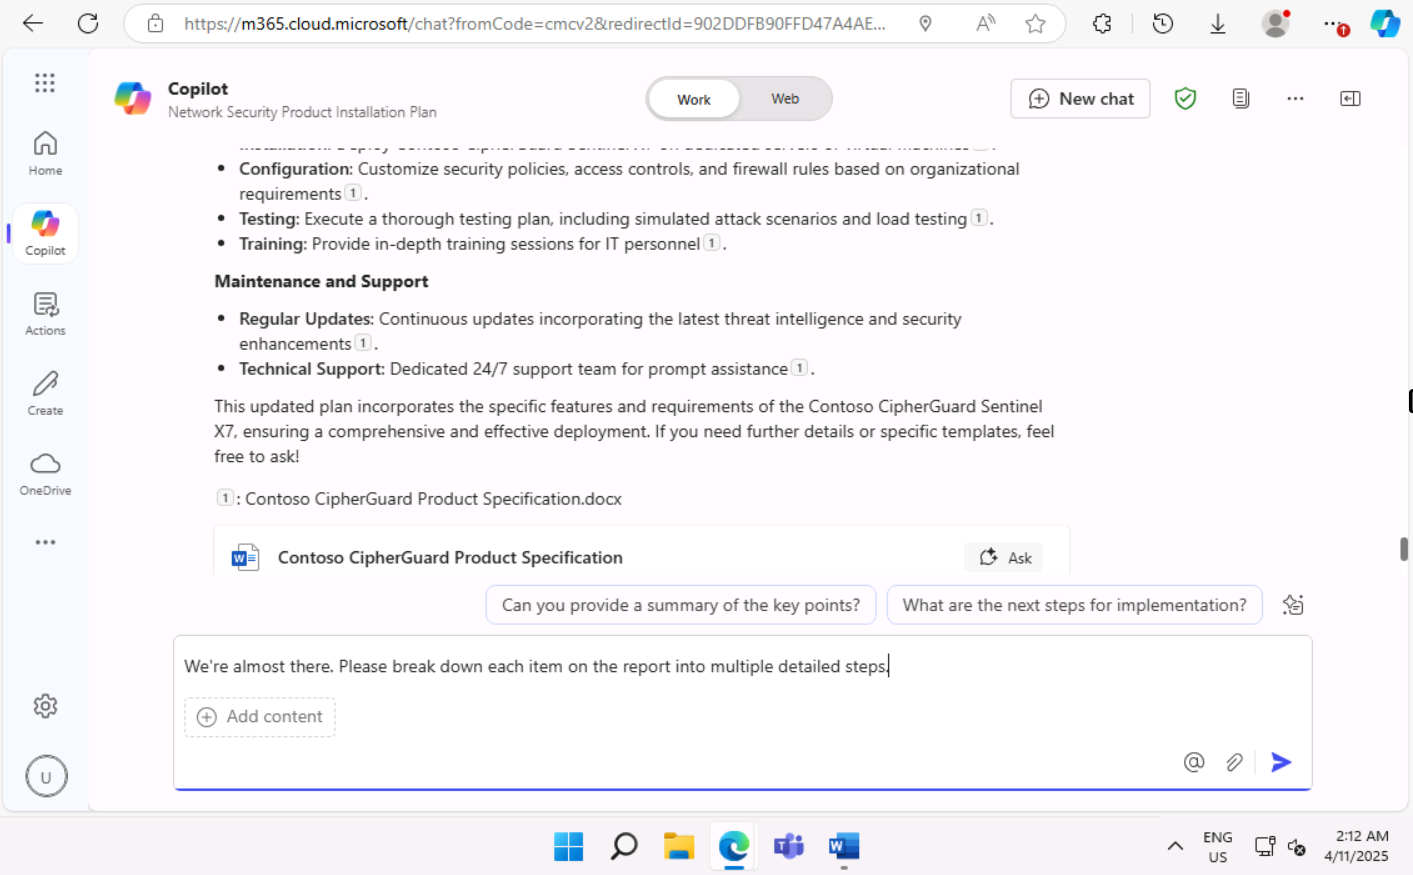 https://m365.cloud.microsoft/chat?fromCode=cmcv2&redirectId=902DDFB90FFD47A4AE...
Copilot
Network Security Product Installation Plan
Work
Web
New chat
Home
Copilot
Actions
Create
OneDrive
U
Configuration: Customize security policies, access controls, and firewall rules based on organizational
requirements 1 .
Testing: Execute a thorough testing plan, including simulated attack scenarios and load testing 1 .
Training: Provide in-depth training sessions for IT personnel 1 .
Maintenance and Support
Regular Updates: Continuous updates incorporating the latest threat intelligence and security
enhancements 1 .
Technical Support: Dedicated 24/7 support team for prompt assistance 1 .
This updated plan incorporates the specific features and requirements of the Contoso CipherGuard Sentinel
X7, ensuring a comprehensive and effective deployment. If you need further details or specific templates, feel
free to ask!
1 : Contoso CipherGuard Product Specification.docx
Contoso CipherGuard Product Specification
Ask
Can you provide a summary of the key points?
What are the next steps for implementation?
We're almost there. Please break down each item on the report into multiple detailed steps.
Add content
ENG
US
2:12 AM
4/11/2025